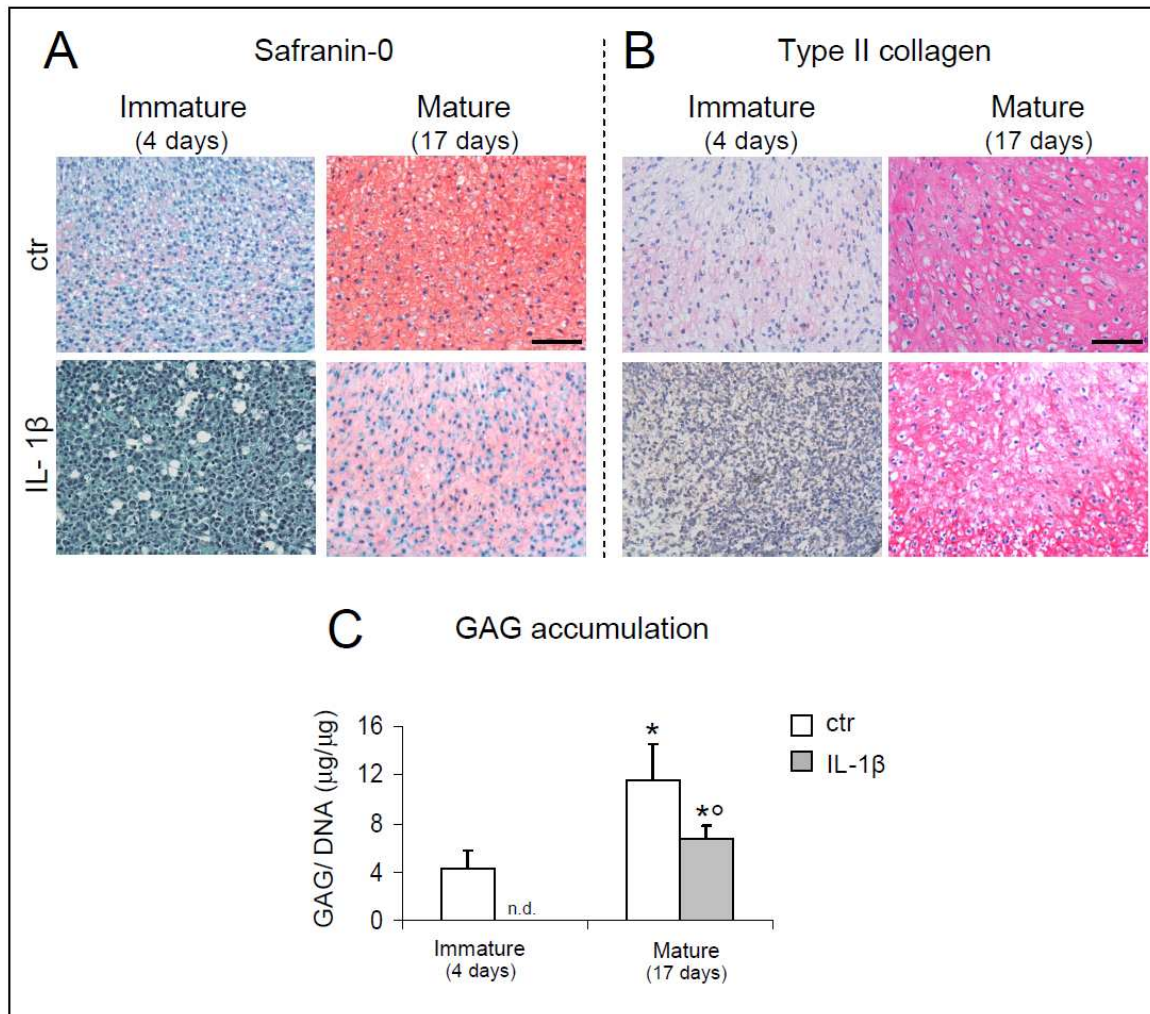 A
Safranin-0
Immature
(4 days)
Mature
(17 days)
ctr
IL- 1β
B
Type II collagen
Immature
(4 days)
Mature
(17 days)
C
GAG accumulation
GAG/ DNA (μg/μg)
16
12
8
4
0
n.d.
*
*°
Immature
(4 days)
Mature
(17 days)
ctr
IL-1β